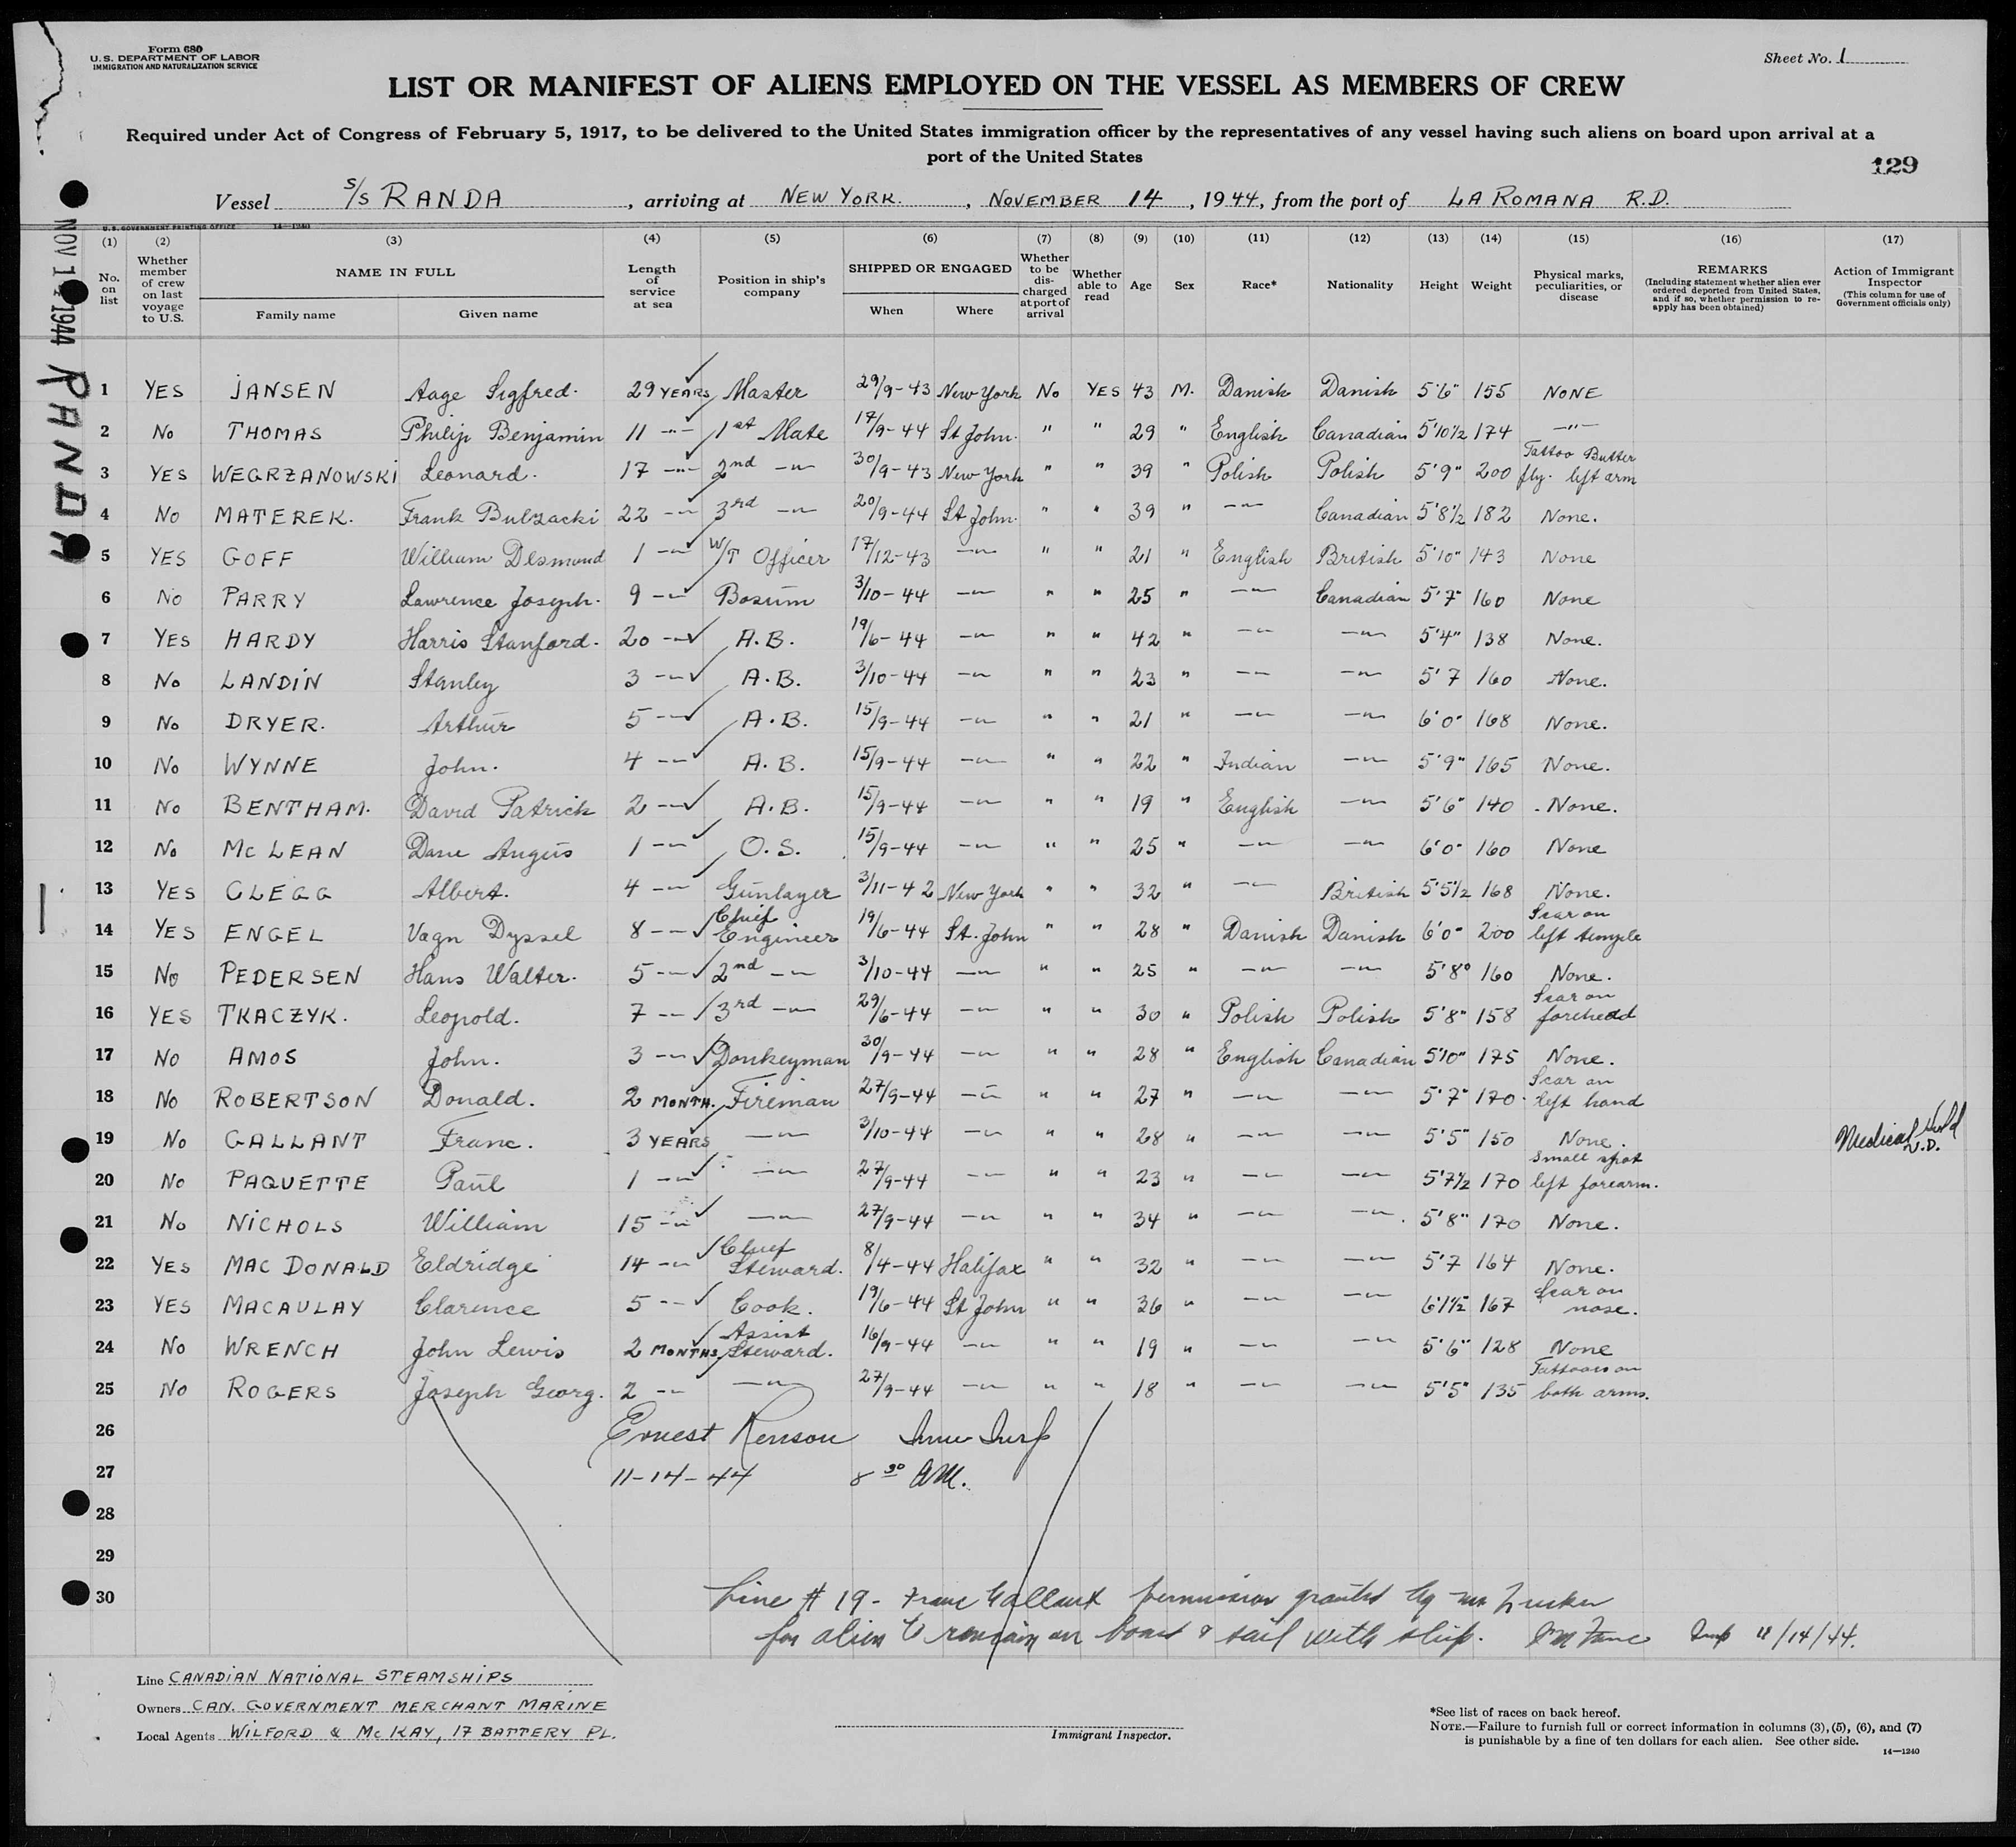 Form 680
U. S. DEPARTMENT OF LABOR
IMMIGRATION AND NATURALIZATION SERVICE
Sheet No. 1
LIST OR MANIFEST OF ALIENS EMPLOYED ON THE VESSEL AS MEMBERS OF CREW
Required under Act of Congress of February 5, 1917, to be delivered to the United States immigration officer by the representatives of any vessel having such aliens on board upon arrival at a
port of the United States
129
Vessel S/S RANDA, arriving at NEW YORK., NOVEMBER 14, 1944, from the port of LA ROMANA R.D.
U. S. GOVERNMENT PRINTING OFFICE 14—1240
NOV 14 1944 RANDA
(1) No. on list
(2) Whether member of crew on last voyage to U.S.
(3) NAME IN FULL Family name Given name
(4) Length of service at sea
(5) Position in ship's company
(6) SHIPPED OR ENGAGED When Where
(7) Whether to be discharged at port of arrival
(8) Whether able to read
(9) Age
(10) Sex
(11) Race*
(12) Nationality
(13) Height
(14) Weight
(15) Physical marks, peculiarities, or disease
(16) REMARKS (Including statement whether alien ever ordered deported from United States, and if so, whether permission to re-apply has been obtained)
(17) Action of Immigrant Inspector (This column for use of Government officials only)
1 YES JANSEN Aage Sigfred. 29 YEARS Master 29/9-43 New York No YES 43 M. Danish Danish 5'6" 155 NONE
2 No THOMAS Philip Benjamin 11 -"- 1st Mate 17/9-44 St John. " " 29 " English Canadian 5'10½ 174 -"-
3 YES WEGRZANOWSKI Leonard. 17 -"- 2nd -"- 30/9-43 New York " " 39 " Polish Polish 5'9" 200 Tattoo Butterfly. left arm
4 No MATEREK. Frank Bulzacki 22 -"- 3rd -"- 20/9-44 St John. " " 39 " -"- Canadian 5'8½ 182 None.
5 YES GOFF William Desmond 1 -"- W/T Officer 17/12-43 -"- " " 21 " English British 5'10" 143 None
6 No PARRY Lawrence Joseph. 9 -"- Bosum 3/10-44 -"- " " 25 " -"- Canadian 5'7" 160 None
7 YES HARDY Harris Stanford. 20 -"- A.B. 19/6-44 -"- " " 42 " -"- -"- 5'4" 138 None.
8 No LANDIN Stanley 3 -"- A.B. 3/10-44 -"- " " 23 " -"- -"- 5'7 160 None.
9 No DRYER. Arthur 5 -"- A.B. 15/9-44 -"- " " 21 " -"- -"- 6'0" 168 None.
10 No WYNNE John. 4 -"- A.B. 15/9-44 -"- " " 22 " Indian -"- 5'9" 165 None.
11 No BENTHAM. David Patrick 2 -"- A.B. 15/9-44 -"- " " 19 " English -"- 5'6" 140 None.
12 No Mc LEAN Dane Angus 1 -"- O.S. 15/9-44 -"- " " 25 " -"- -"- 6'0" 160 None
13 YES CLEGG Albert. 4 -"- Gunlayer 3/11-42 New York " " 32 " -"- British 5'5½ 168 None.
14 YES ENGEL Vagn Dyssel 8 -"- Chief Engineer 19/6-44 St. John " " 28 " Danish Danish 6'0" 200 Scar on left temple
15 No PEDERSEN Hans Walter. 5 -"- 2nd -"- 3/10-44 -"- " " 25 " -"- -"- 5'8" 160 None.
16 YES TKACZYK. Leopold. 7 -"- 3rd -"- 29/6-44 -"- " " 30 " Polish Polish 5'8" 158 Scar on forehead
17 No AMOS John. 3 -"- Donkeyman 30/9-44 -"- " " 28 " English Canadian 5'10" 175 None.
18 No ROBERTSON Donald. 2 MONTH. Fireman 27/9-44 -"- " " 27 " -"- -"- 5'7" 170 Scar on left hand
19 No GALLANT Franc. 3 YEARS -"- 3/10-44 -"- " " 28 " -"- -"- 5'5" 150 None. Medical Hold
20 No PAQUETTE Paul 1 -"- -"- 27/9-44 -"- " " 23 " -"- -"- 5'7½ 170 Small spot left forearm.
21 No NICHOLS William 15 -"- -"- 27/9-44 -"- " " 34 " -"- -"- 5'8" 170 None.
22 YES MAC DONALD Eldridge 14 -"- Chief Steward. 8/4-44 Halifax " " 32 " -"- -"- 5'7 164 None.
23 YES MACAULAY Clarence 5 -"- Cook. 19/6-44 St John " " 36 " -"- -"- 6'1½ 167 Scar on nose.
24 No WRENCH John Lewis 2 MONTHS Assist Steward. 16/9-44 -"- " " 19 " -"- -"- 5'6" 128 None
25 No ROGERS Joseph Georg. 2 -"- -"- 27/9-44 -"- " " 18 " -"- -"- 5'5" 135 Tattoos on both arms.
26 Ernest Renson
27 11-14-44 8 30 AM.
28
29
30
Line # 19 - Franc Gallant permission granted by
for alien to remain on board & sail with ship. Insp 11/14/44.
Line CANADIAN NATIONAL STEAMSHIPS
Owners CAN. GOVERNMENT MERCHANT MARINE
Local Agents WILFORD & Mc KAY, 17 BATTERY PL.
Immigrant Inspector.
*See list of races on back hereof.
NOTE.—Failure to furnish full or correct information in columns (3), (5), (6), and (7)
is punishable by a fine of ten dollars for each alien. See other side.
14—1240